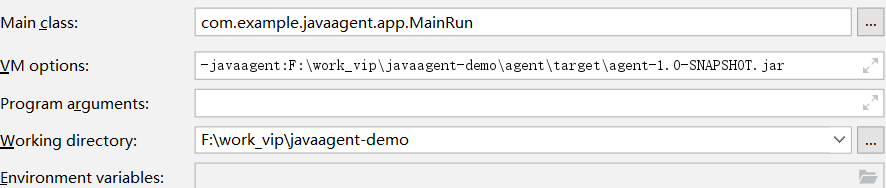 Main class: com.example.javaagent.app.MainRun ...
VM options: -javaagent:F:\work_vip\javaagent-demo\agent\target\agent-1.0-SNAPSHOT.jar
Program arguments:
Working directory: F:\work_vip\javaagent-demo ...
Environment variables: